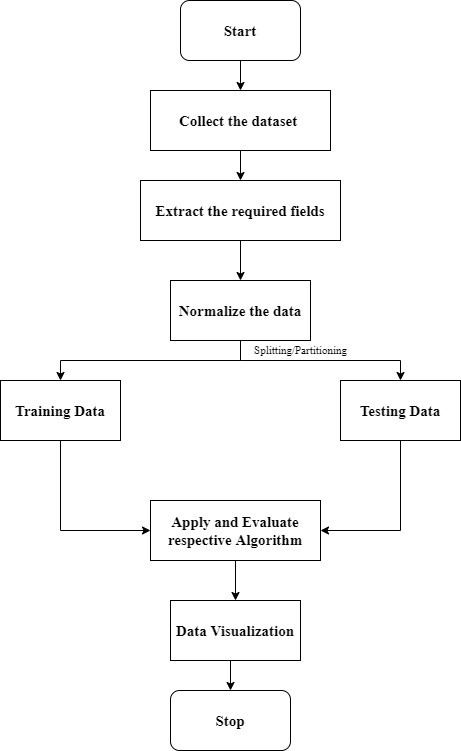 Start
Collect the dataset
Extract the required fields
Normalize the data
Splitting/Partitioning
Training Data
Testing Data
Apply and Evaluate
respective Algorithm
Data Visualization
Stop